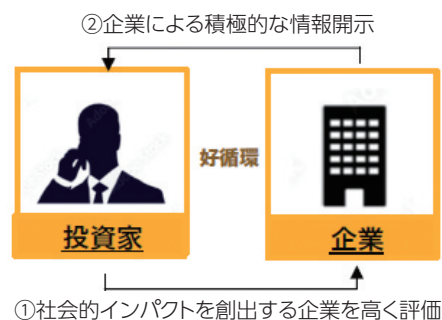 ②企業による積極的な情報開示
好循環
投資家
企業
①社会的インパクトを創出する企業を高く評価